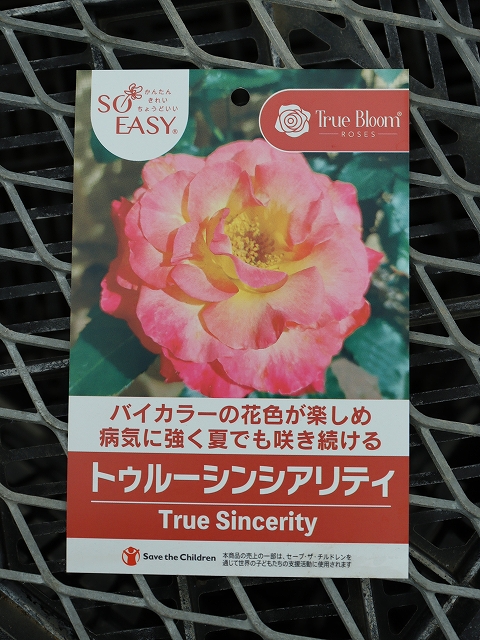 SO EASY®
かんたん
きれい
ちょうどいい
True Bloom®
ROSES
バイカラーの花色が楽しめ
病気に強く夏でも咲き続ける
トゥルーシンシアリティ
True Sincerity
Save the Children
本商品の売上の一部は、セーブ・ザ・チルドレンを
通じて世界の子どもたちの支援活動に使用されます